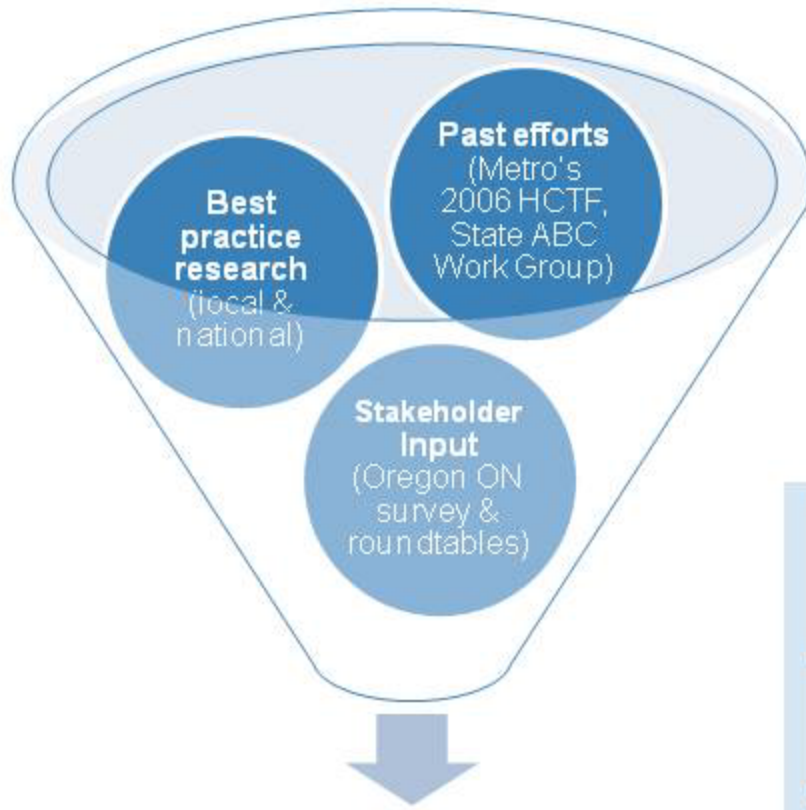 Past efforts
(Metro's
2006 HCTF,
State ABC
Work Group)
Best
practice
research
(local &
national)
Stakeholder
Input
(Oregon ON
survey &
roundtables)